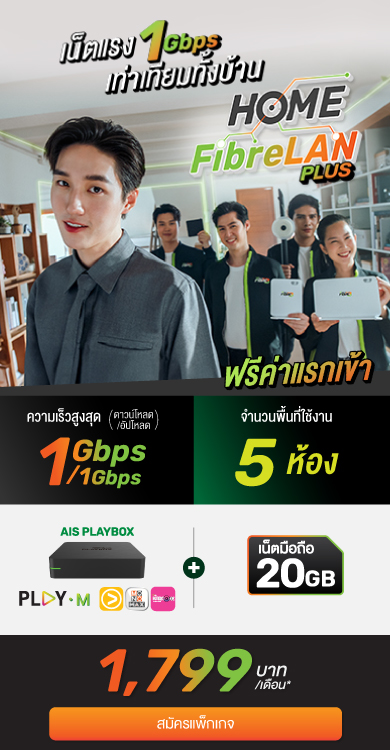 เน็ตแรง 1Gbps
เท่าเทียมทั้งบ้าน
HOME
FibreLAN
PLUS
ฟรีค่าแรกเข้า
ความเร็วสูงสุด (ดาวน์โหลด/อัปโหลด)
1Gbps
/1Gbps
จำนวนพื้นที่ใช้งาน
5 ห้อง
AIS PLAYBOX
PLAY • M
+
เน็ตมือถือ
20GB
1,799 บาท
/เดือน*
สมัครแพ็กเกจ